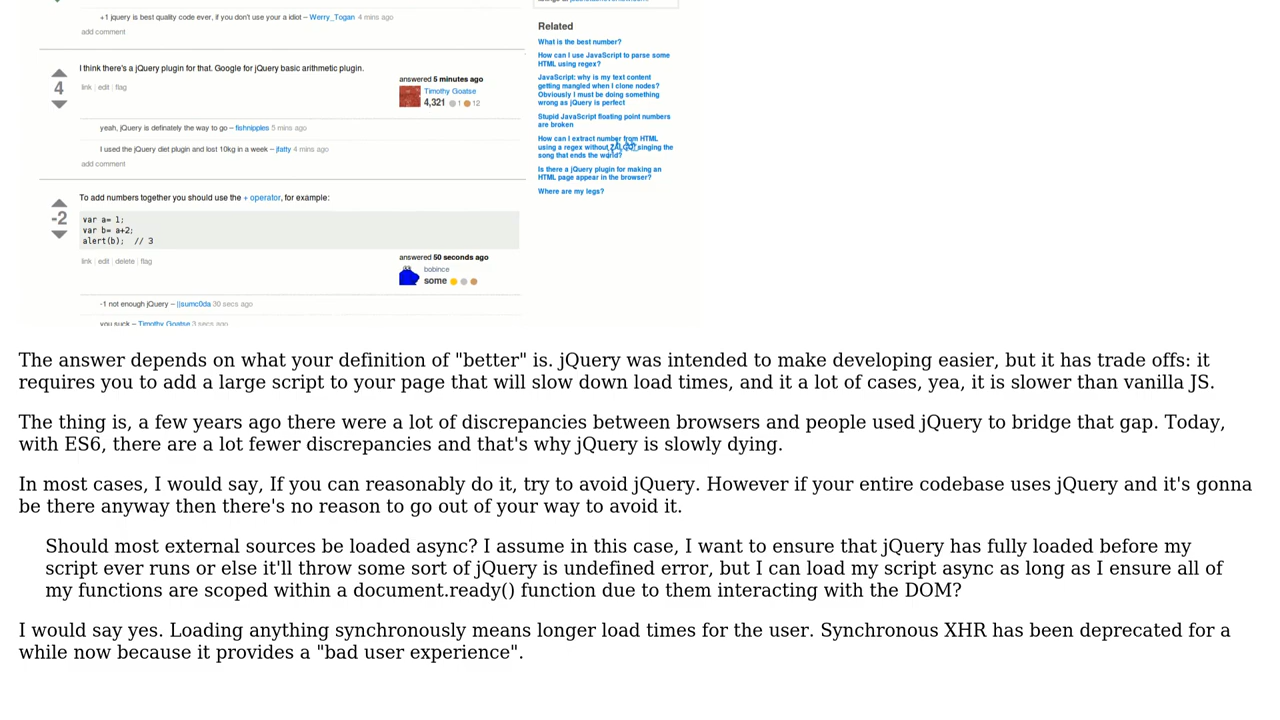 +1 jquery is best quality code ever, if you don't use your a idiot – Werry_Togan 4 mins ago
add comment
I think there's a jQuery plugin for that. Google for jQuery basic arithmetic plugin.
4
link | edit | flag
answered 5 minutes ago
Timothy Goatse
4,321 1 12
yeah, jQuery is definately the way to go – fishnipples 5 mins ago
I used the jQuery diet plugin and lost 10kg in a week – jfatty 4 mins ago
add comment
To add numbers together you should use the + operator, for example:
-2
var a= 1;
var b= a+2;
alert(b); // 3
link | edit | delete | flag
answered 50 seconds ago
bobince
some
-1 not enough jQuery – ||sumc0da 30 secs ago
you suck – Timothy Goatse 3 secs ago
Related
What is the best number?
How can I use JavaScript to parse some
HTML using regex?
JavaScript: why is my text content
getting mangled when I clone nodes?
Obviously I must be doing something
wrong as jQuery is perfect
Stupid JavaScript floating point numbers
are broken
How can I extract number from HTML
using a regex without singing the
song that ends the world?
Is there a jQuery plugin for making an
HTML page appear in the browser?
Where are my legs?
The answer depends on what your definition of "better" is. jQuery was intended to make developing easier, but it has trade offs: it
requires you to add a large script to your page that will slow down load times, and it a lot of cases, yea, it is slower than vanilla JS.
The thing is, a few years ago there were a lot of discrepancies between browsers and people used jQuery to bridge that gap. Today,
with ES6, there are a lot fewer discrepancies and that's why jQuery is slowly dying.
In most cases, I would say, If you can reasonably do it, try to avoid jQuery. However if your entire codebase uses jQuery and it's gonna
be there anyway then there's no reason to go out of your way to avoid it.
Should most external sources be loaded async? I assume in this case, I want to ensure that jQuery has fully loaded before my
script ever runs or else it'll throw some sort of jQuery is undefined error, but I can load my script async as long as I ensure all of
my functions are scoped within a document.ready() function due to them interacting with the DOM?
I would say yes. Loading anything synchronously means longer load times for the user. Synchronous XHR has been deprecated for a
while now because it provides a "bad user experience".